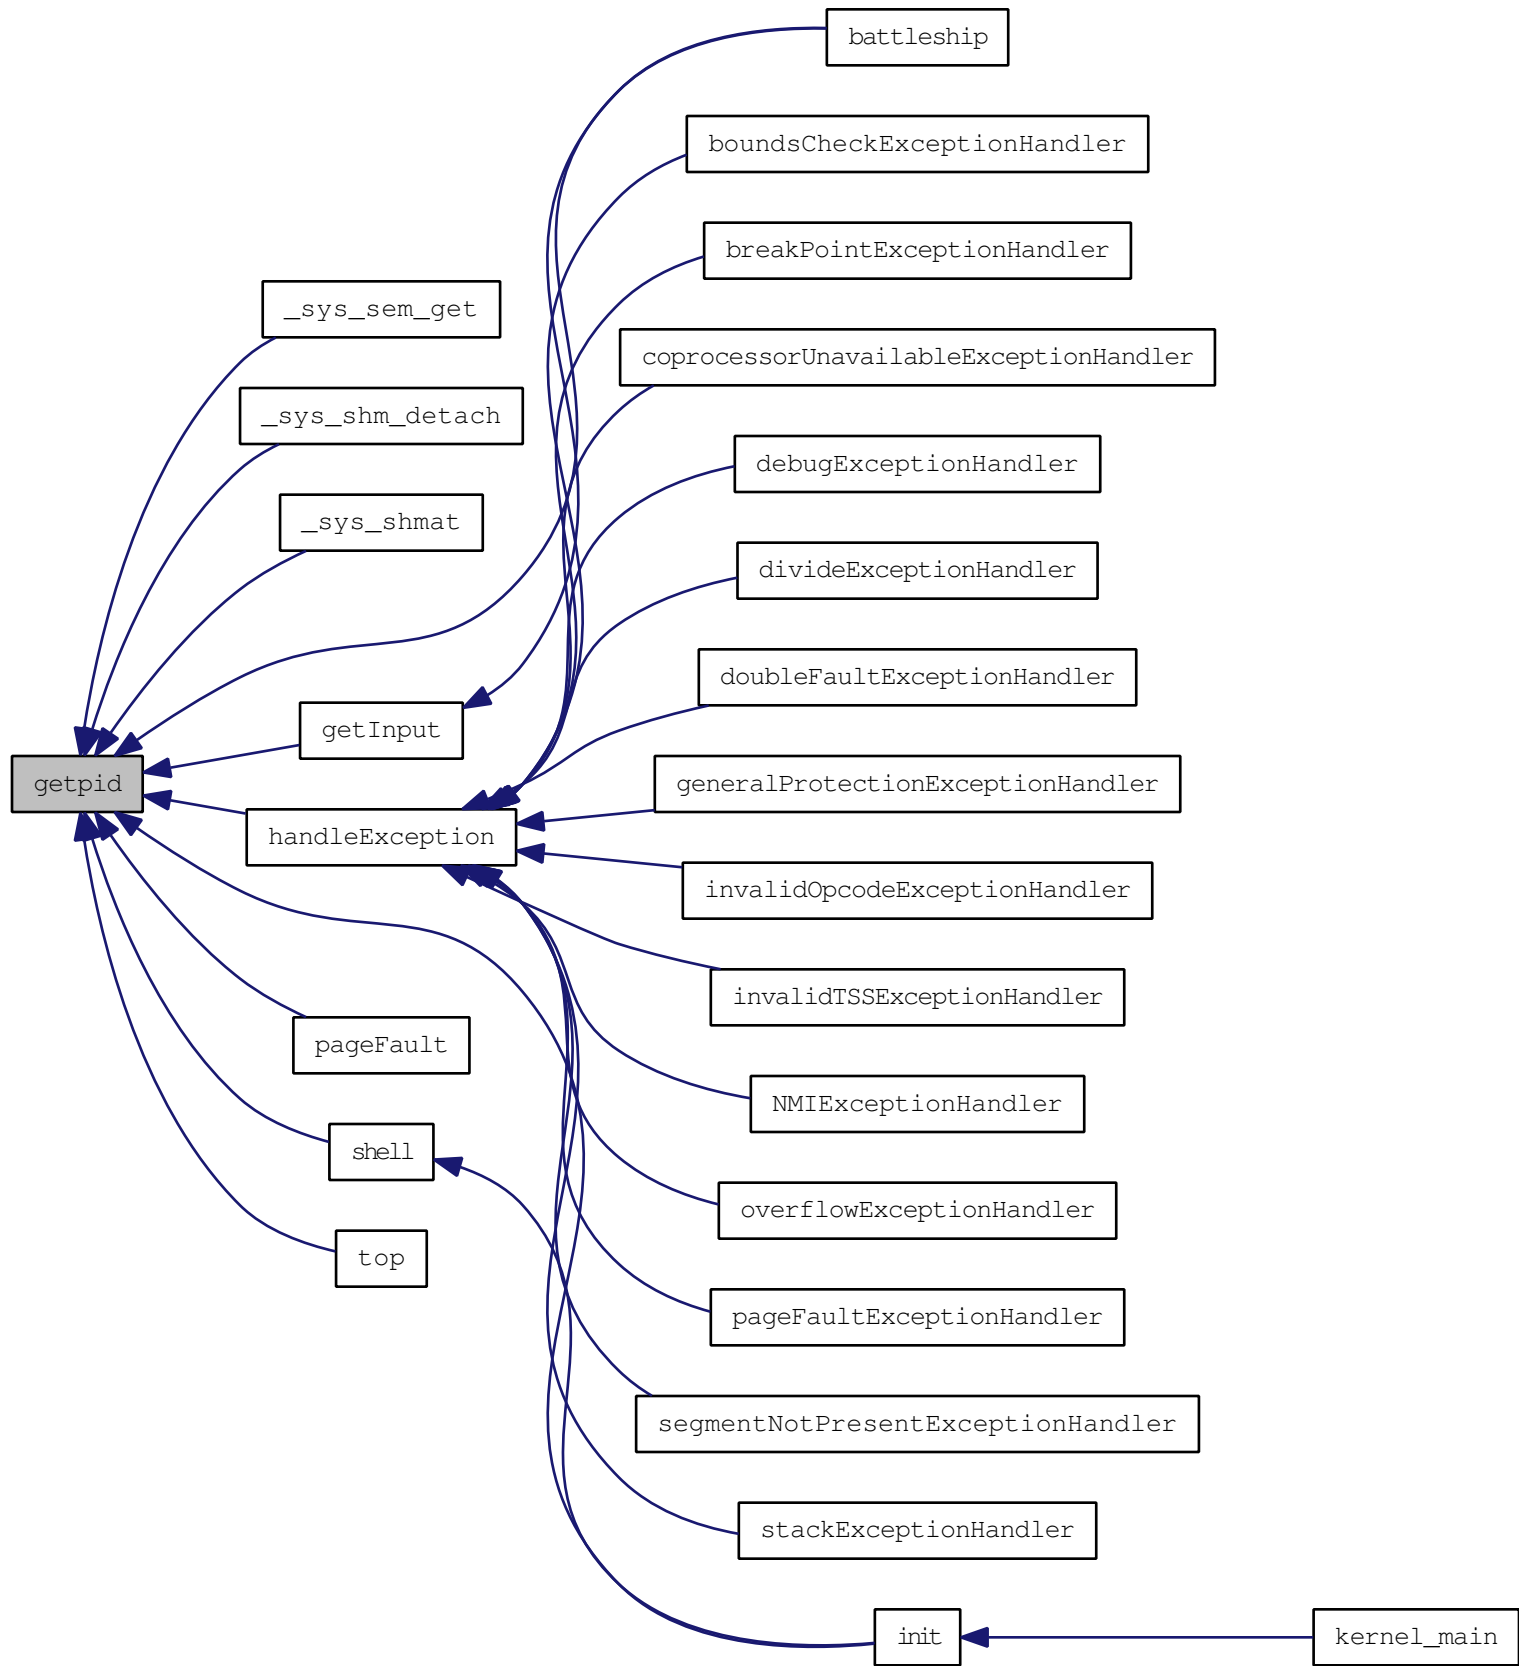 battleship
boundsCheckExceptionHandler
breakPointExceptionHandler
_sys_sem_get
coprocessorUnavailableExceptionHandler
_sys_shm_detach
debugExceptionHandler
_sys_shmat
divideExceptionHandler
doubleFaultExceptionHandler
getInput
getpid
generalProtectionExceptionHandler
handleException
invalidOpcodeExceptionHandler
invalidTSSExceptionHandler
pageFault
NMIExceptionHandler
shell
overflowExceptionHandler
top
pageFaultExceptionHandler
segmentNotPresentExceptionHandler
stackExceptionHandler
init
kernel_main